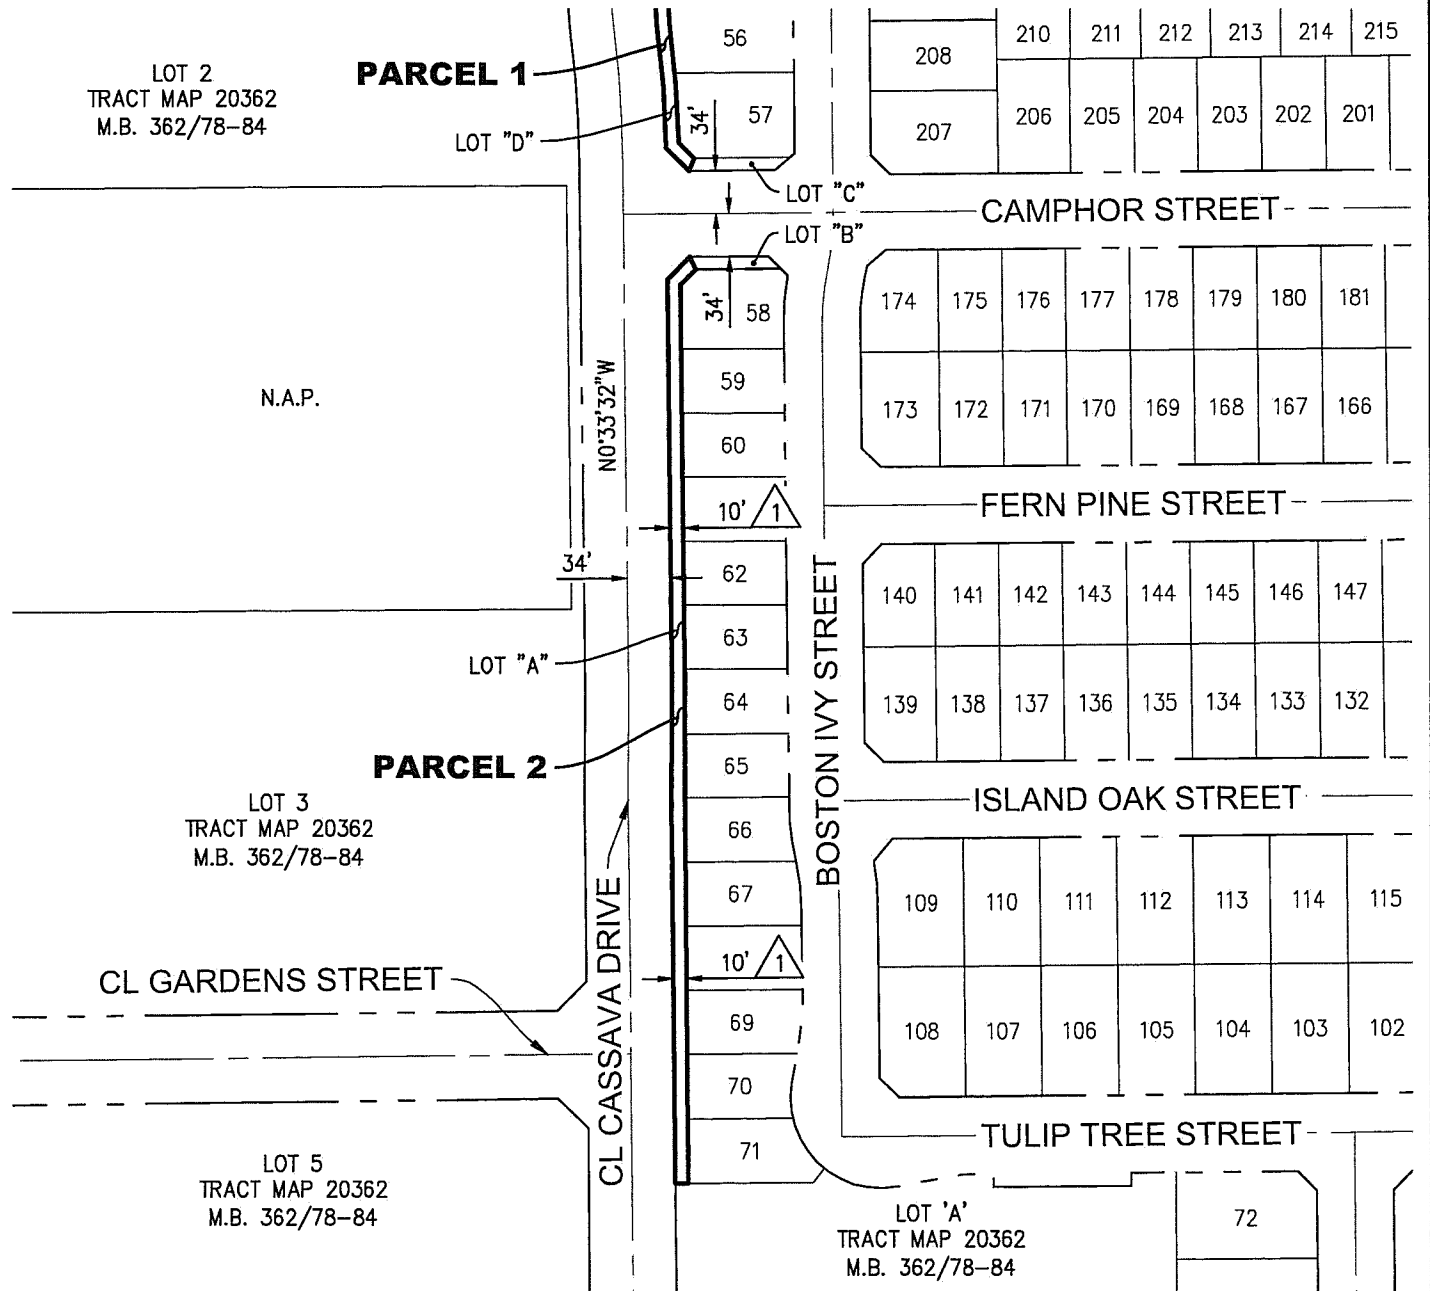 56
210 211 212 213 214 215
208
LOT 2
TRACT MAP 20362
M.B. 362/78-84
PARCEL 1
57
34'
206 205 204 203 202 201
207
LOT "D"
LOT "C"
CAMPHOR STREET
LOT "B"
34'
58
174 175 176 177 178 179 180 181
59
N.A.P.
N0°33'32"W
173 172 171 170 169 168 167 166
60
10' 1
FERN PINE STREET
34'
62
140 141 142 143 144 145 146 147
63
LOT "A"
BOSTON IVY STREET
64
139 138 137 136 135 134 133 132
PARCEL 2
65
ISLAND OAK STREET
LOT 3
TRACT MAP 20362
M.B. 362/78-84
66
67
109 110 111 112 113 114 115
10' 1
CL GARDENS STREET
CL CASSAVA DRIVE
69
108 107 106 105 104 103 102
70
TULIP TREE STREET
71
LOT 5
TRACT MAP 20362
M.B. 362/78-84
LOT 'A'
TRACT MAP 20362
M.B. 362/78-84
72